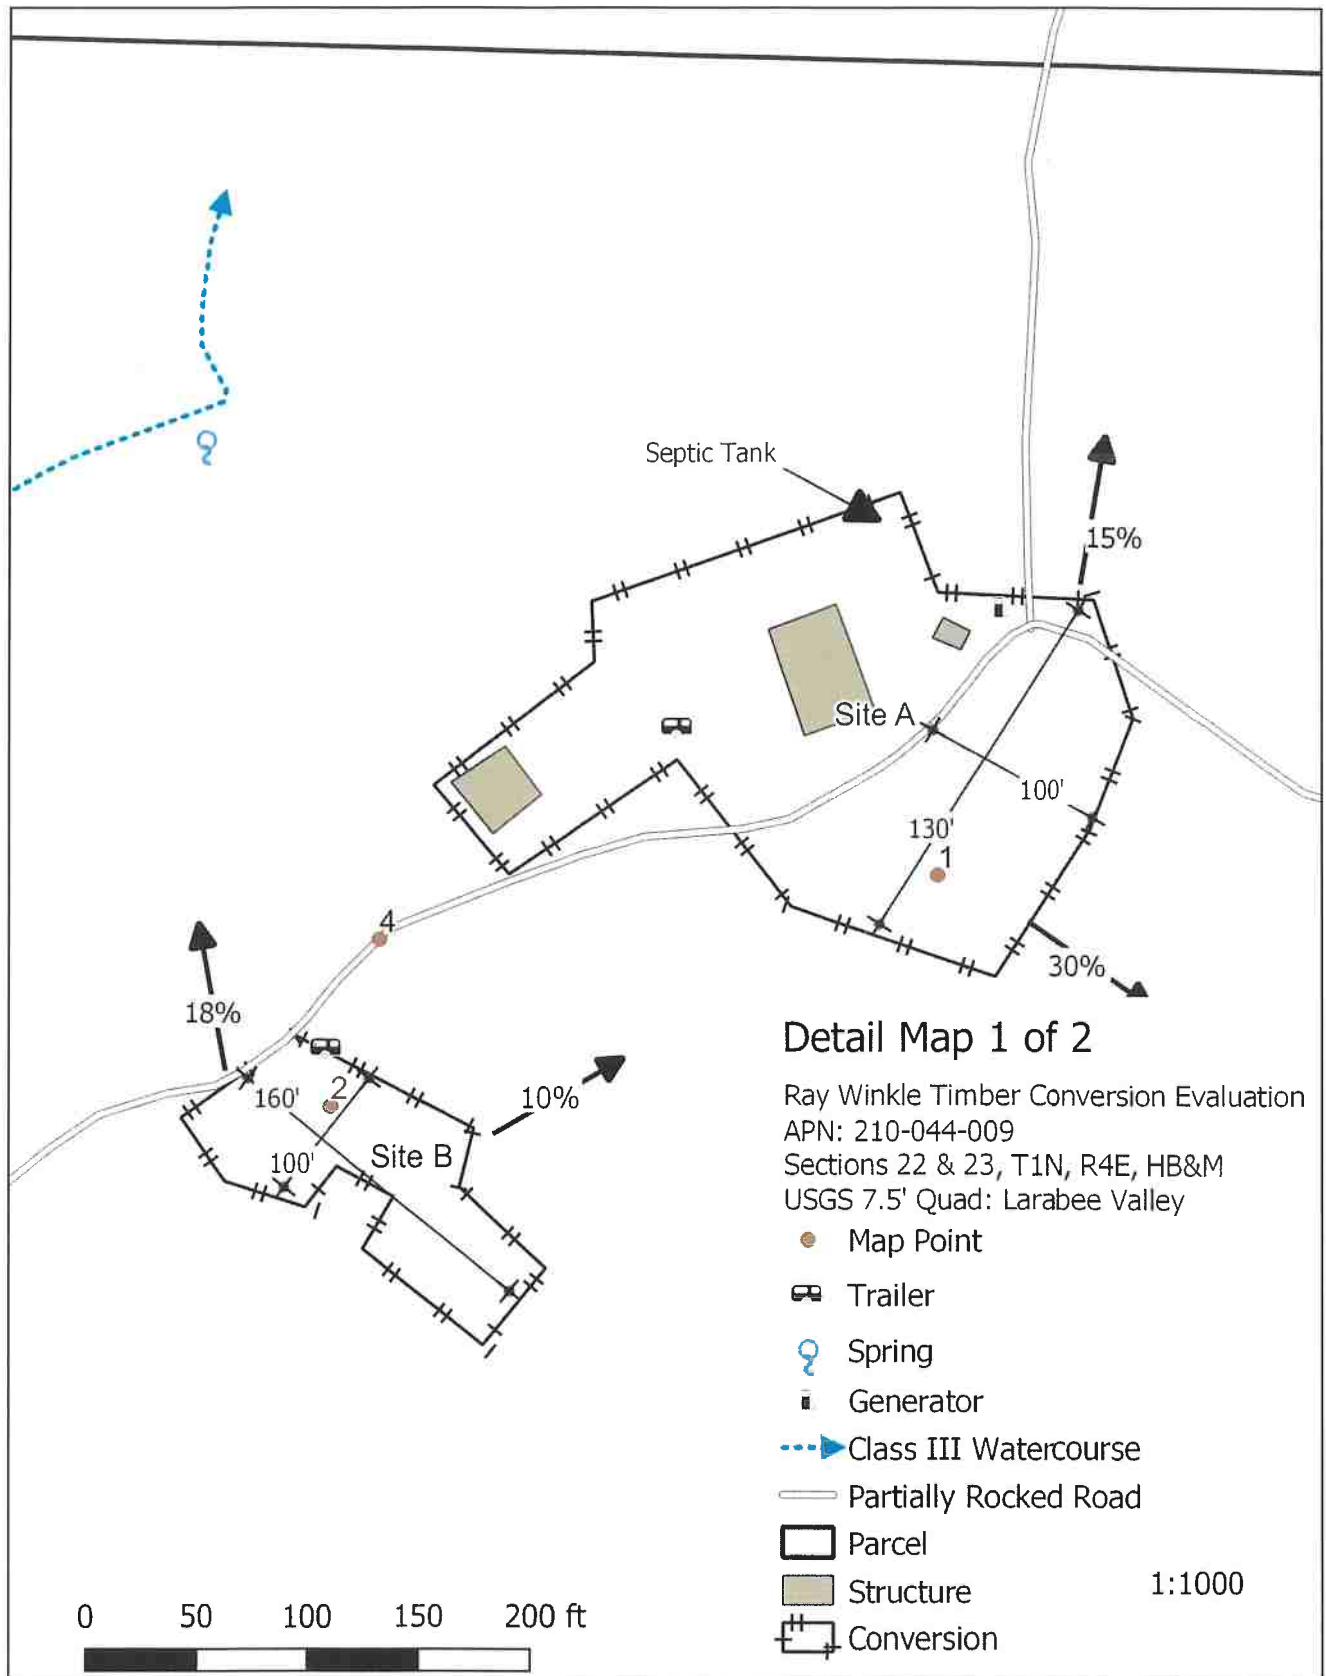 Septic Tank
15%
Site A
100'
130'
1
30%
4
18%
160'
2
10%
100'
Site B
Detail Map 1 of 2
Ray Winkle Timber Conversion Evaluation
APN: 210-044-009
Sections 22 & 23, T1N, R4E, HB&M
USGS 7.5' Quad: Larabee Valley
Map Point
Trailer
Spring
Generator
Class III Watercourse
Partially Rocked Road
Parcel
Structure
Conversion
1:1000
0 50 100 150 200 ft